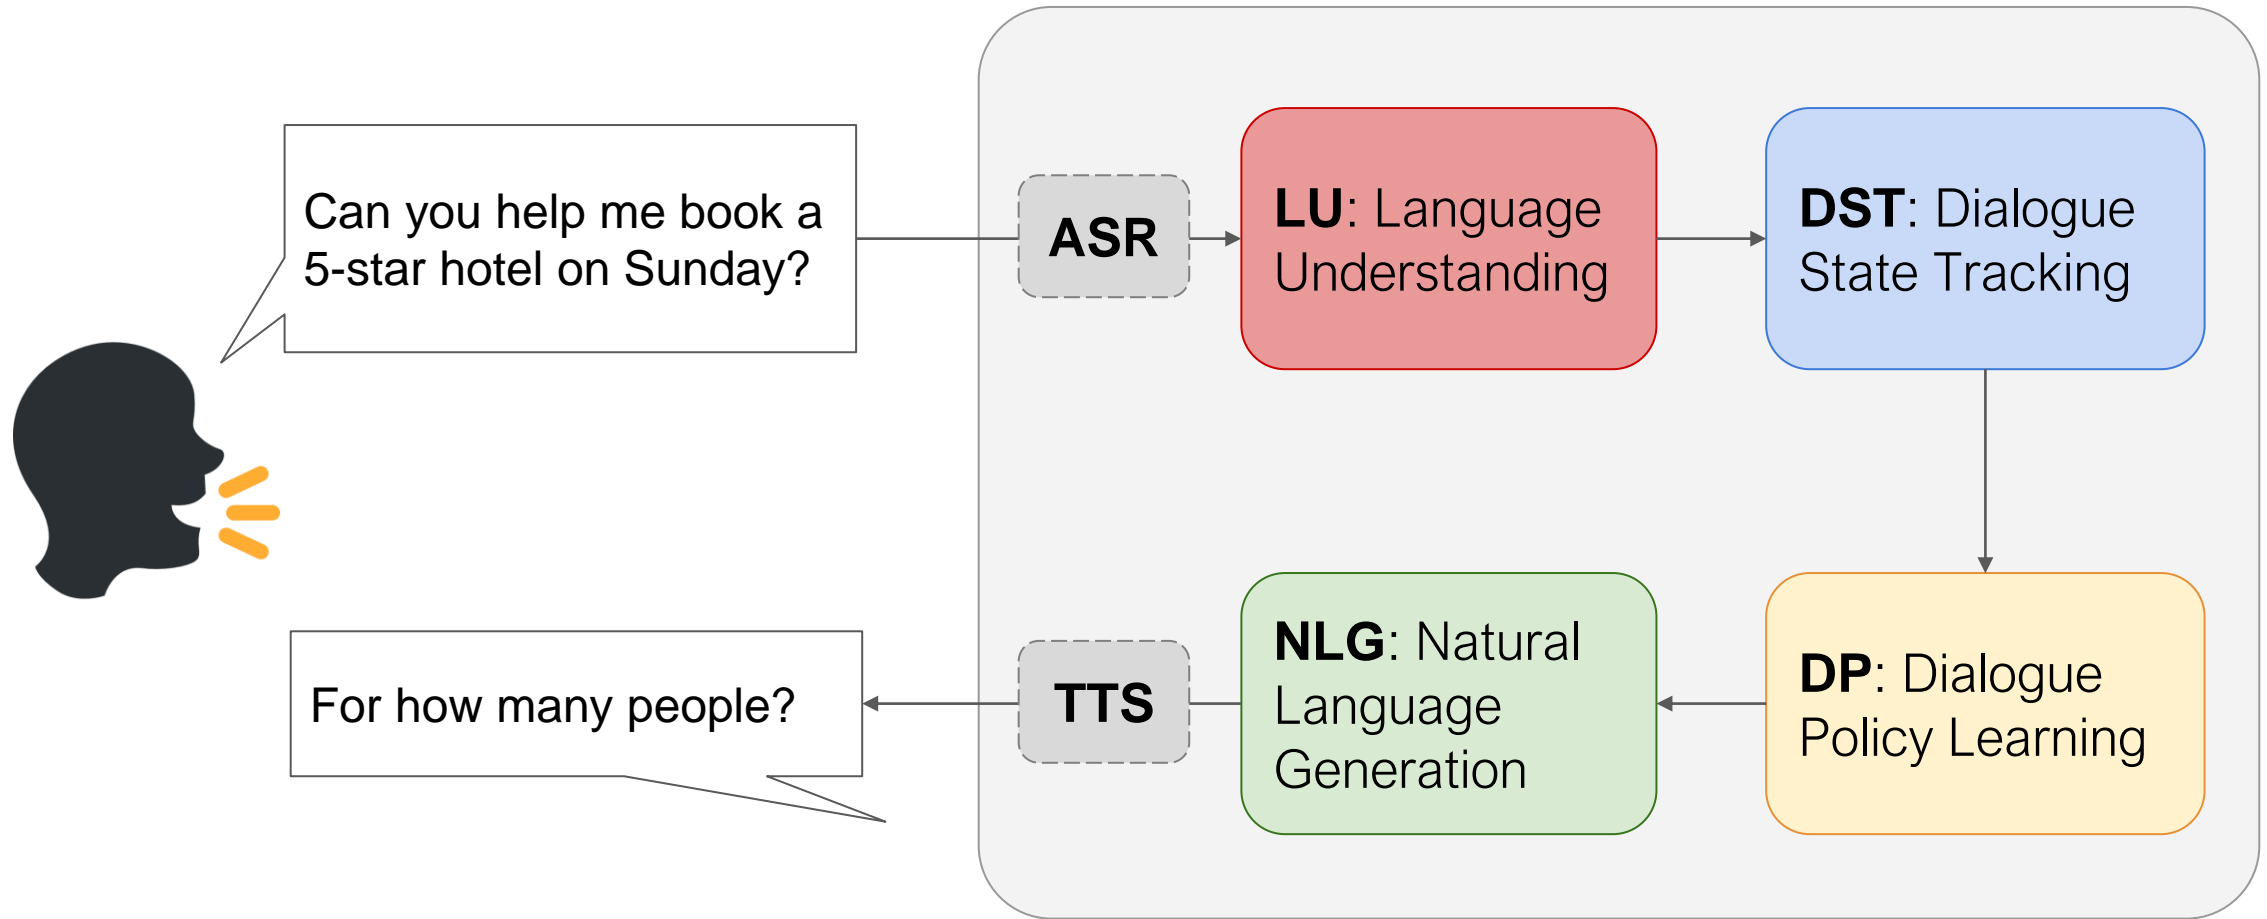 Can you help me book a
5-star hotel on Sunday?
ASR
LU: Language
Understanding
DST: Dialogue
State Tracking
DP: Dialogue
Policy Learning
NLG: Natural
Language
Generation
TTS
For how many people?